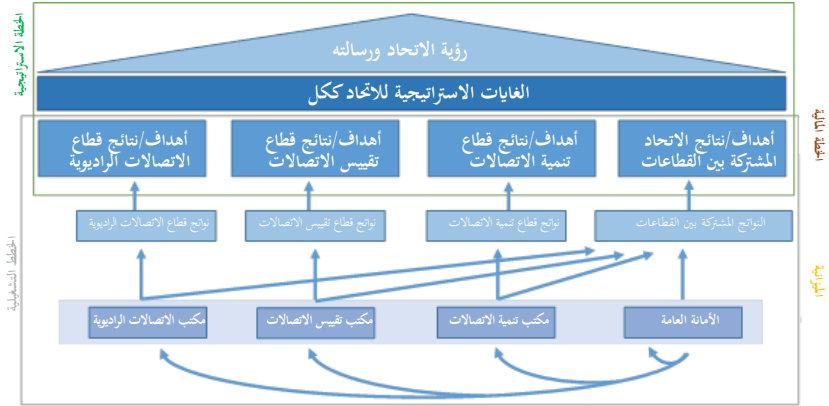 الخطة الاستراتيجية
رؤية الاتحاد ورسالته
الغايات الاستراتيجية للاتحاد ككل
الخطة المالية
أهداف/نتائج الاتحاد
المشتركة بين القطاعات
أهداف/نتائج قطاع
تنمية الاتصالات
أهداف/نتائج قطاع
تقييس الاتصالات
أهداف/نتائج قطاع
الاتصالات الراديوية
النواتج المشتركة بين القطاعات
نواتج قطاع تنمية الاتصالات
نواتج قطاع تقييس الاتصالات
نواتج قطاع الاتصالات الراديوية
الميزانية
الخطط التشغيلية
الأمانة العامة
مكتب تنمية الاتصالات
مكتب تقييس الاتصالات
مكتب الاتصالات الراديوية